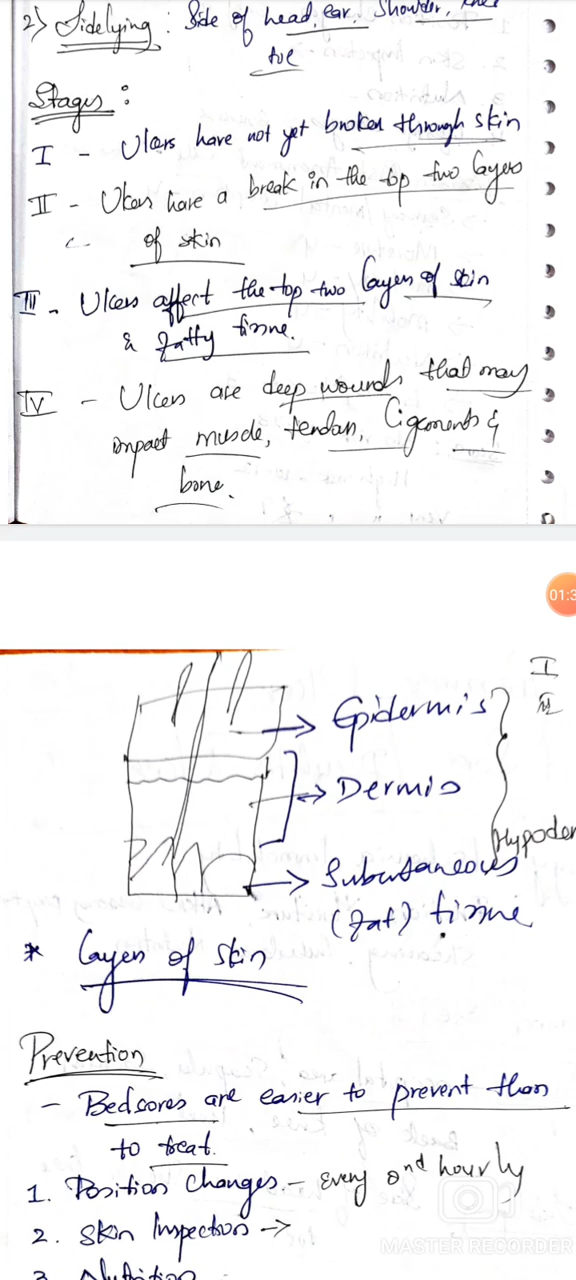 2) Sidelying : Side of head, ear, Shoulder, knee
toe
Stages :
I - Ulcers have not yet broken through skin
II - Ulcers have a break in the top two layers
of skin
III - Ulcers affect the top two layers of skin
& fatty tissue.
IV - Ulcers are deep wounds that may
impact muscle, tendan, ligaments &
bone.
01:3
I
II
Epidermis
Dermis
Hypoder
Subcutaneous
(fat) tissue
* Layers of skin
Prevention
- Bedsores are easier to prevent than
to treat.
1. Position Changes - every 2nd hourly
2. Skin Inspection →
3. Nutrition
MASTER RECORDER